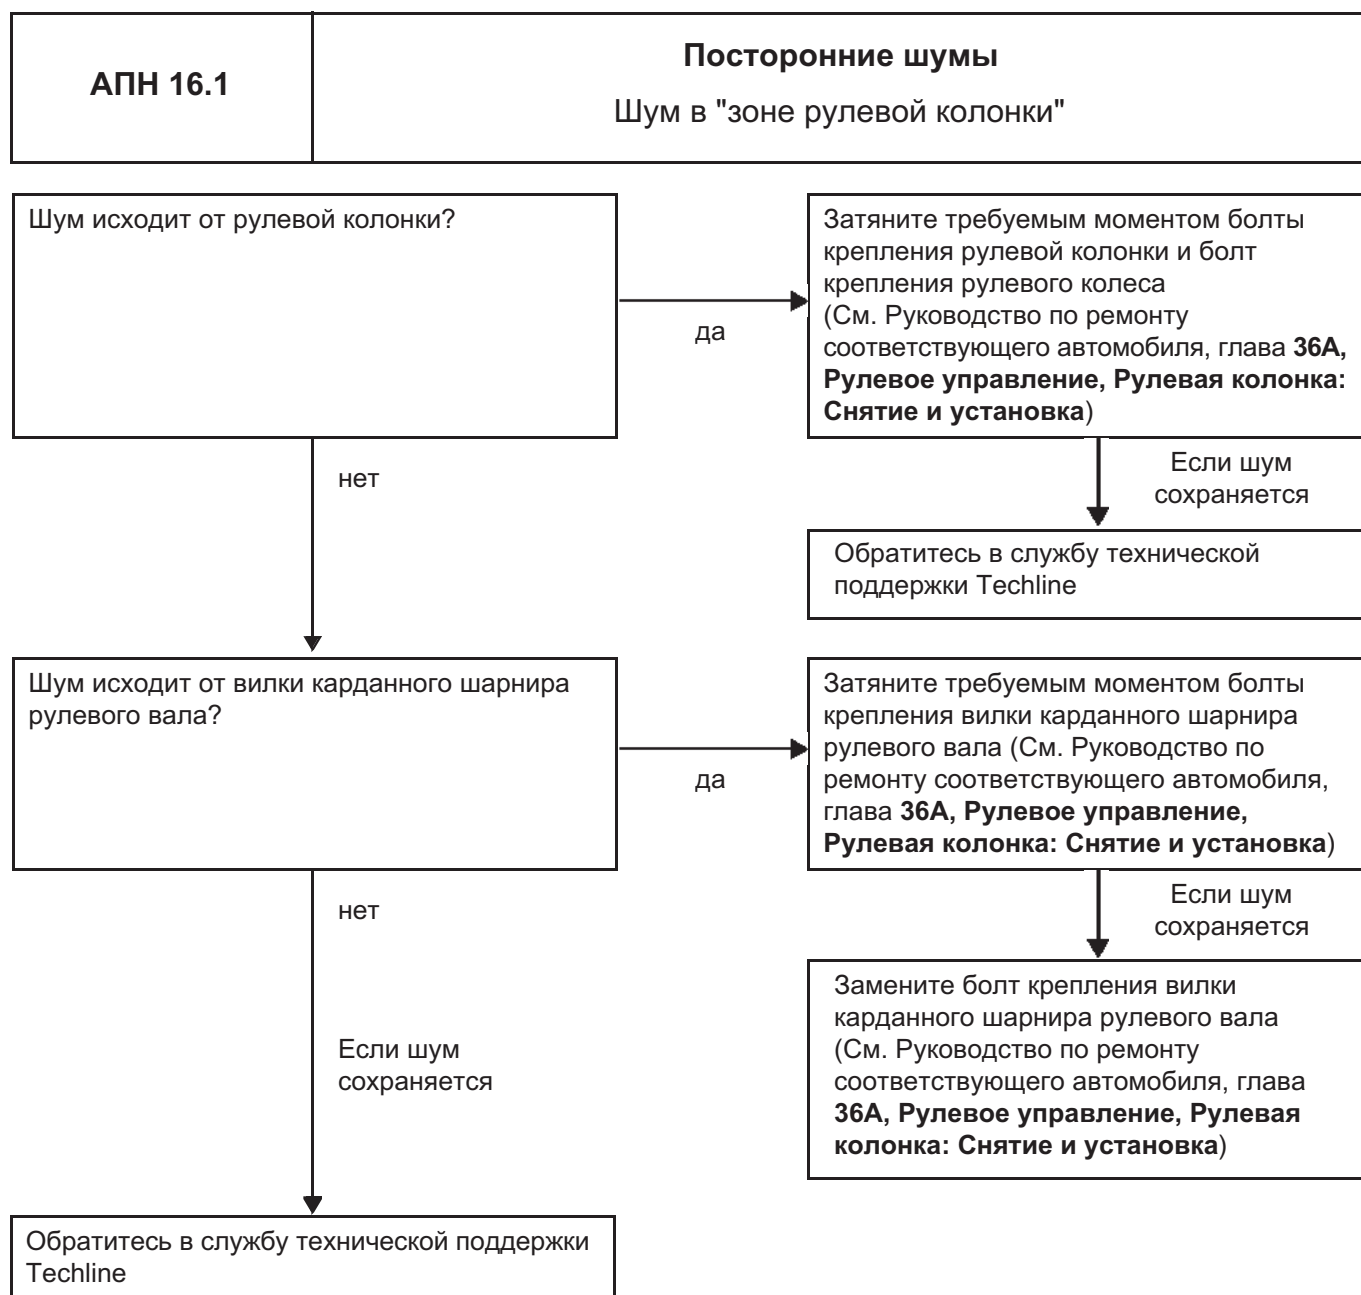 АПН 16.1
Посторонние шумы
Шум в "зоне рулевой колонки"
Шум исходит от рулевой колонки?
да
Затяните требуемым моментом болты
крепления рулевой колонки и болт
крепления рулевого колеса
(См. Руководство по ремонту
соответствующего автомобиля, глава 36A,
Рулевое управление, Рулевая колонка:
Снятие и установка)
нет
Если шум
сохраняется
Обратитесь в службу технической
поддержки Techline
Шум исходит от вилки карданного шарнира
рулевого вала?
да
Затяните требуемым моментом болты
крепления вилки карданного шарнира
рулевого вала (См. Руководство по
ремонту соответствующего автомобиля,
глава 36A, Рулевое управление,
Рулевая колонка: Снятие и установка)
нет
Если шум
сохраняется
Замените болт крепления вилки
карданного шарнира рулевого вала
(См. Руководство по ремонту
соответствующего автомобиля, глава
36A, Рулевое управление, Рулевая
колонка: Снятие и установка)
Если шум
сохраняется
Обратитесь в службу технической поддержки
Techline